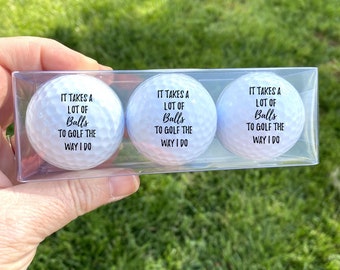 IT TAKES A
LOT OF
Balls
TO GOLF THE
WAY I DO
IT TAKES A
LOT OF
Balls
TO GOLF THE
WAY I DO
IT TAKES A
LOT OF
Balls
TO GOLF THE
WAY I DO